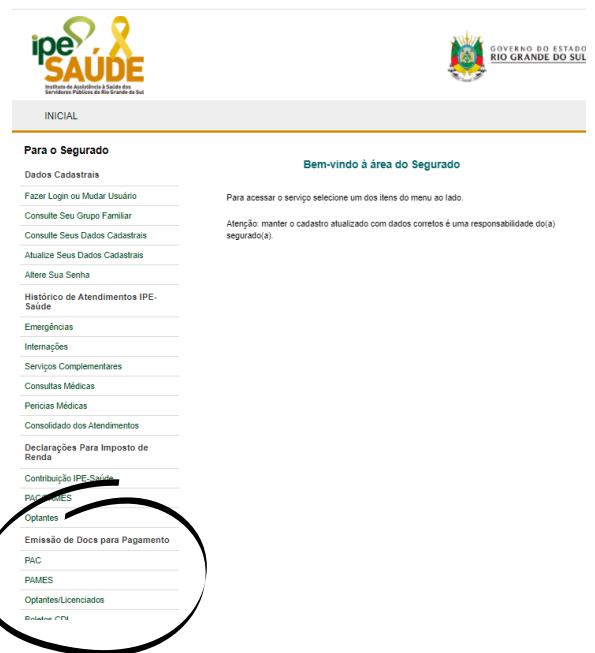 ipe
SAÚDE
Instituto de Assistência à Saúde dos
Servidores Públicos do Rio Grande do Sul
GOVERNO DO ESTADO
RIO GRANDE DO SUL
INICIAL
Para o Segurado
Dados Cadastrais
Fazer Login ou Mudar Usuário
Consulte Seu Grupo Familiar
Consulte Seus Dados Cadastrais
Atualize Seus Dados Cadastrais
Altere Sua Senha
Histórico de Atendimentos IPE-
Saúde
Emergências
Internações
Serviços Complementares
Consultas Médicas
Pericias Médicas
Consolidado dos Atendimentos
Declarações Para Imposto de
Renda
Contribuição IPE-Saúde
Optantes
Emissão de Docs para Pagamento
PAC
PAMES
Optantes/Licenciados
Boletos CDI
Bem-vindo à área do Segurado
Para acessar o serviço selecione um dos itens do menu ao lado.
Atenção: manter o cadastro atualizado com dados corretos é uma responsabilidade do(a)
segurado(a).